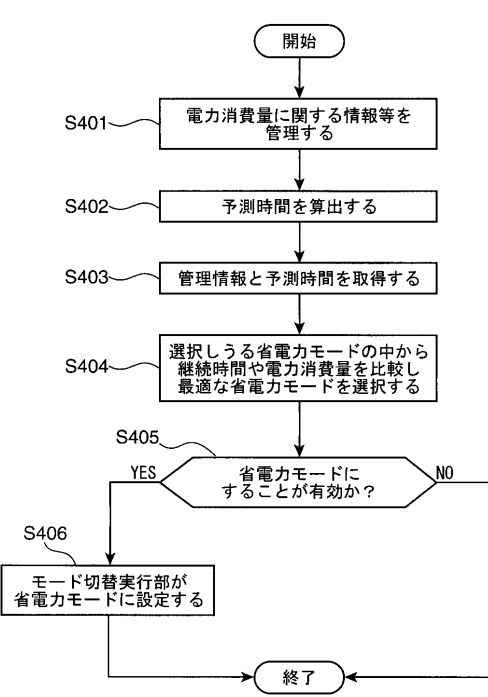 開始
S401
電力消費量に関する情報等を
管理する
S402
予測時間を算出する
S403
管理情報と予測時間を取得する
S404
選択しうる省電力モードの中から
継続時間や電力消費量を比較し
最適な省電力モードを選択する
S405
省電力モードに
することが有効か？
YES
NO
S406
モード切替実行部が
省電力モードに設定する
終了